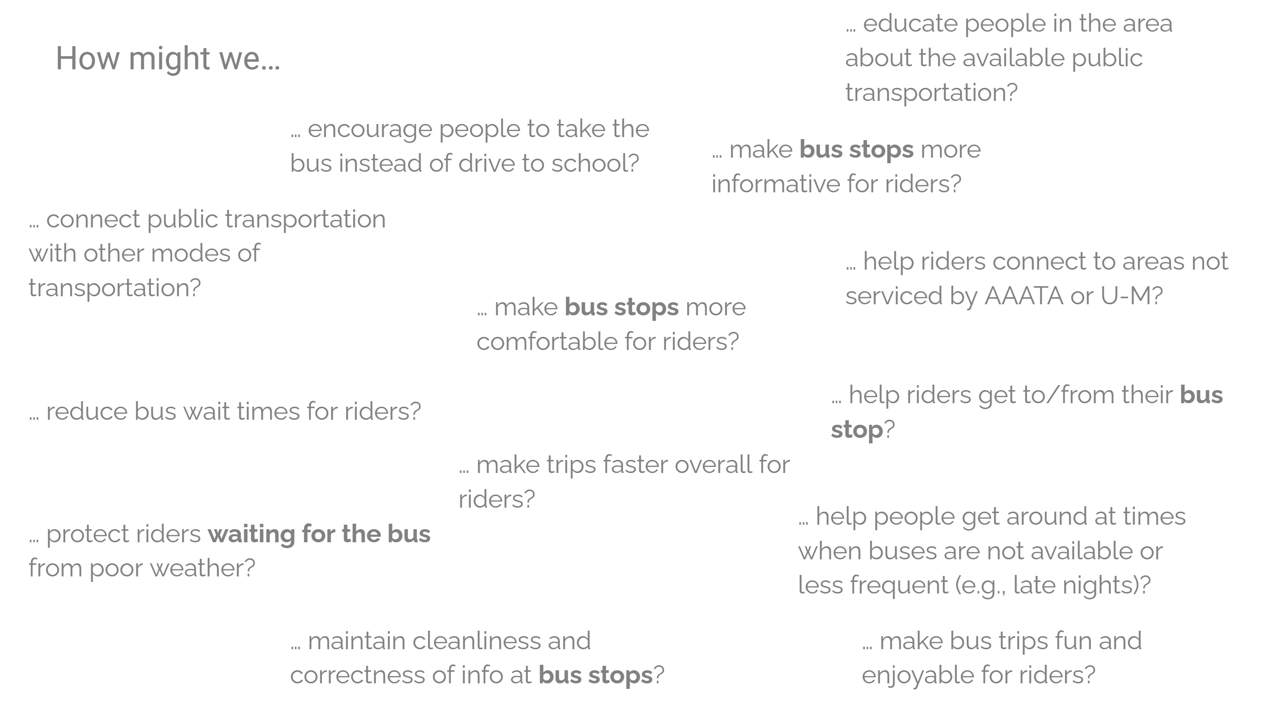 How might we…
… educate people in the area
about the available public
transportation?
… encourage people to take the
bus instead of drive to school?
… make bus stops more
informative for riders?
… connect public transportation
with other modes of
transportation?
… help riders connect to areas not
serviced by AAATA or U-M?
… make bus stops more
comfortable for riders?
… reduce bus wait times for riders?
… help riders get to/from their bus
stop?
… make trips faster overall for
riders?
… protect riders waiting for the bus
from poor weather?
… help people get around at times
when buses are not available or
less frequent (e.g., late nights)?
… maintain cleanliness and
correctness of info at bus stops?
… make bus trips fun and
enjoyable for riders?